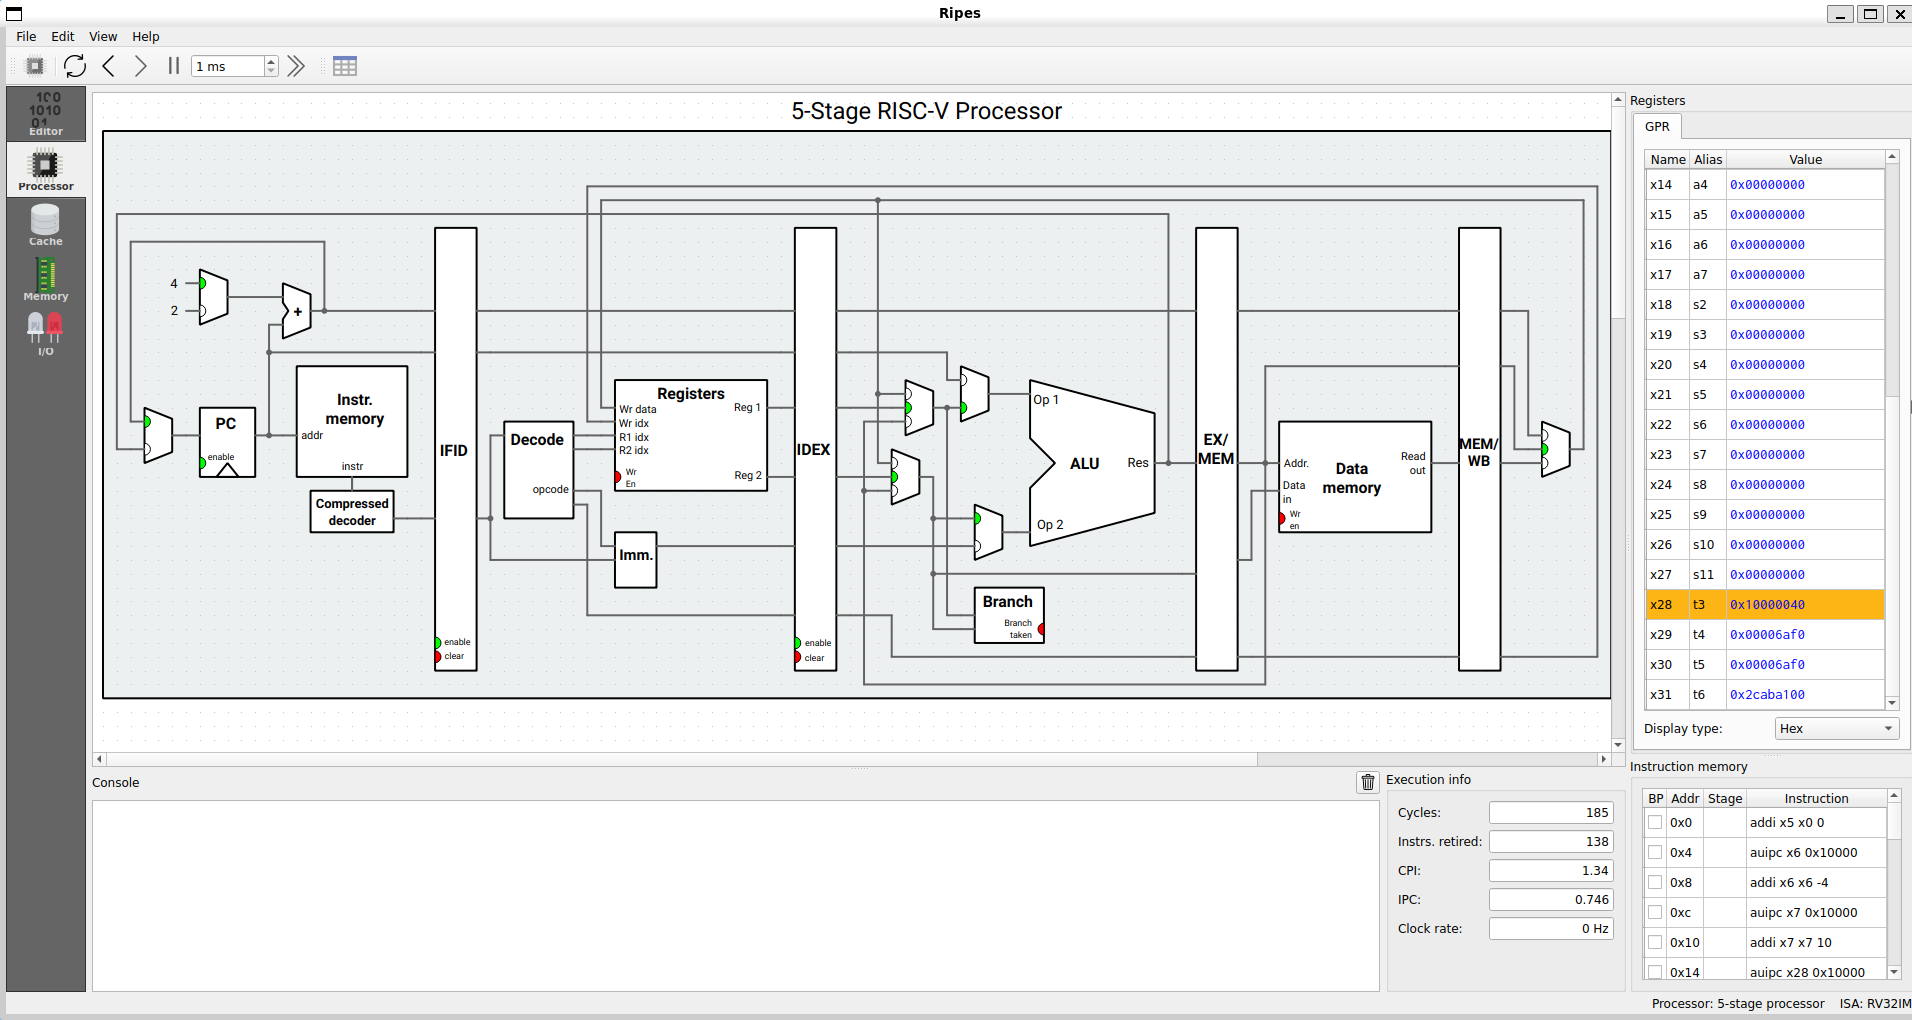 Ripes
File Edit View Help
1 ms
Editor
Processor
Cache
Memory
I/O
5-Stage RISC-V Processor
4
2
+
PC
enable
Instr.
memory
addr
instr
Compressed
decoder
IFID
enable
clear
Decode
opcode
Registers
Wr data
Wr idx
R1 idx
R2 idx
Wr
En
Reg 1
Reg 2
Imm.
IDEX
enable
clear
Op 1
ALU
Res
Op 2
Branch
Branch
taken
EX/
MEM
Addr.
Data
in
Wr
en
Data
memory
Read
out
MEM/
WB
Registers
GPR
Name Alias Value
x14 a4 0x00000000
x15 a5 0x00000000
x16 a6 0x00000000
x17 a7 0x00000000
x18 s2 0x00000000
x19 s3 0x00000000
x20 s4 0x00000000
x21 s5 0x00000000
x22 s6 0x00000000
x23 s7 0x00000000
x24 s8 0x00000000
x25 s9 0x00000000
x26 s10 0x00000000
x27 s11 0x00000000
x28 t3 0x10000040
x29 t4 0x00006af0
x30 t5 0x00006af0
x31 t6 0x2caba100
Display type: Hex
Console
Execution info
Cycles: 185
Instrs. retired: 138
CPI: 1.34
IPC: 0.746
Clock rate: 0 Hz
Instruction memory
BP Addr Stage Instruction
0x0 addi x5 x0 0
0x4 auipc x6 0x10000
0x8 addi x6 x6 -4
0xc auipc x7 0x10000
0x10 addi x7 x7 10
0x14 auipc x28 0x10000
Processor: 5-stage processor ISA: RV32IM